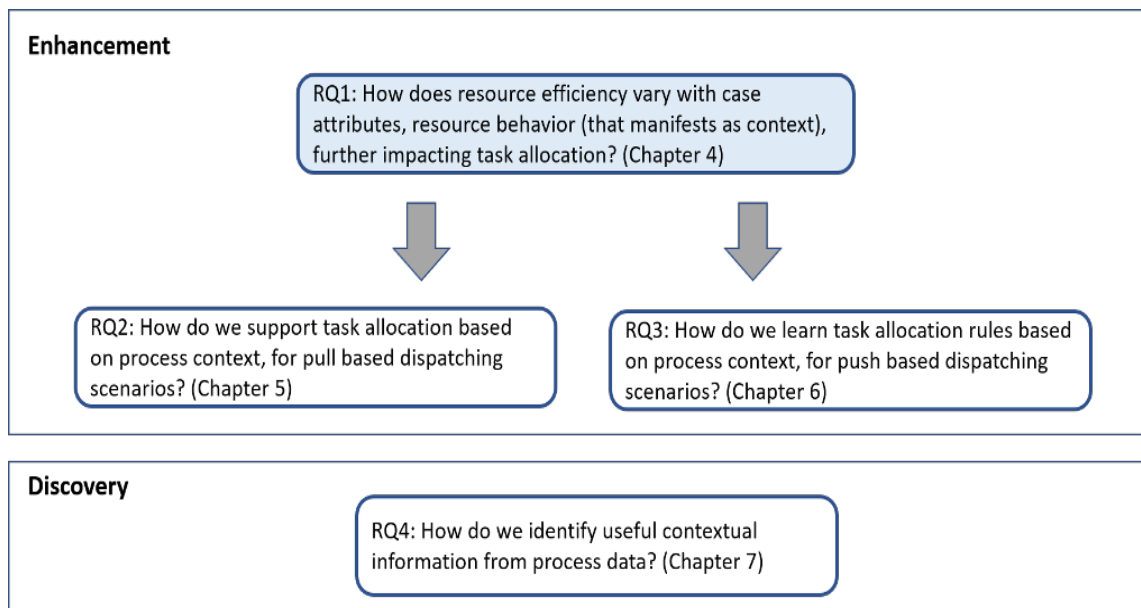 Enhancement
RQ1: How does resource efficiency vary with case
attributes, resource behavior (that manifests as context),
further impacting task allocation? (Chapter 4)
RQ2: How do we support task allocation based
on process context, for pull based dispatching
scenarios? (Chapter 5)
RQ3: How do we learn task allocation rules based
on process context, for push based dispatching
scenarios? (Chapter 6)
Discovery
RQ4: How do we identify useful contextual
information from process data? (Chapter 7)